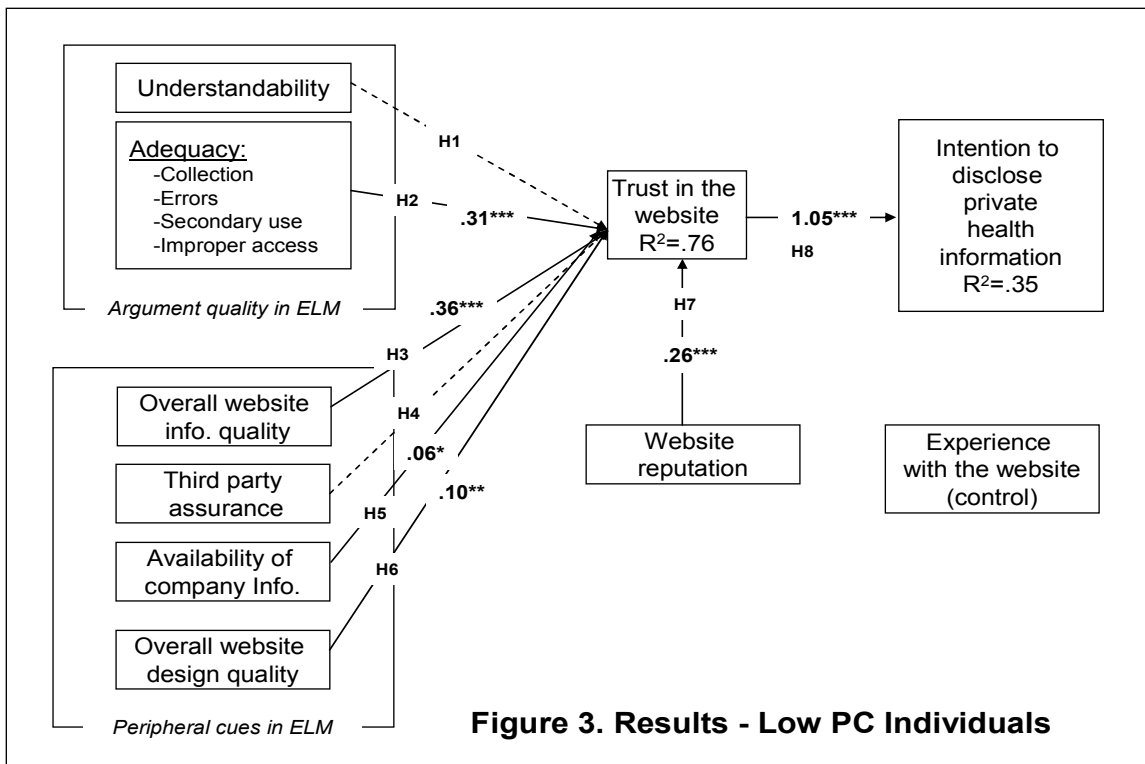 Understandability
H1
Adequacy:
-Collection
-Errors
-Secondary use
-Improper access
H2
.31***
Argument quality in ELM
Trust in the
website
R²=.76
1.05***
H8
Intention to
disclose
private
health
information
R²=.35
.36***
H3
H7
.26***
Overall website
info. quality
H4
Third party
assurance
.06*
.10**
H5
Availability of
company Info.
H6
Overall website
design quality
Peripheral cues in ELM
Website
reputation
Experience
with the website
(control)
Figure 3. Results - Low PC Individuals